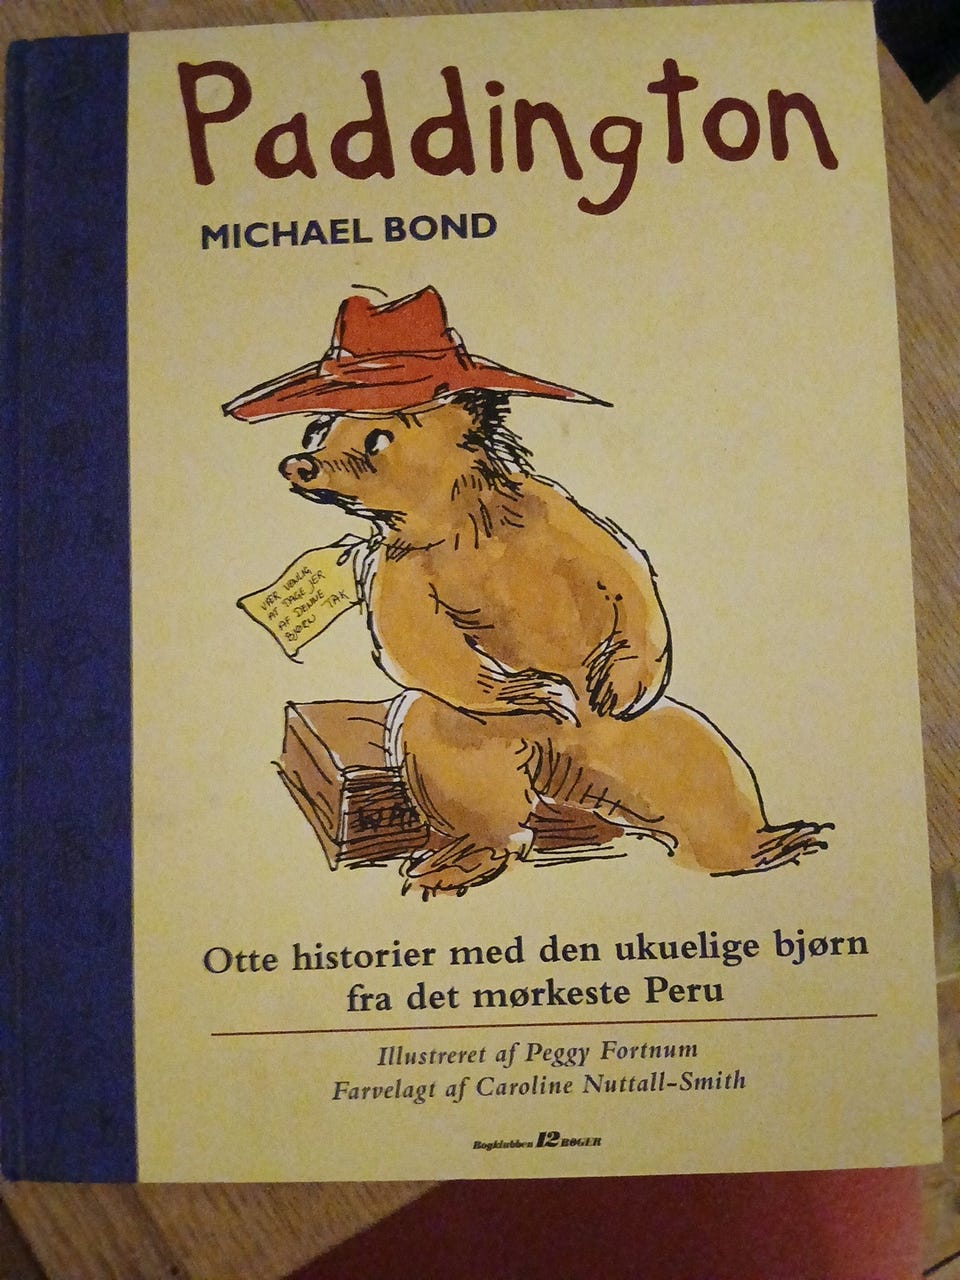 Paddington
MICHAEL BOND
VÆR VENLIG
AT TAGE JER
AF DENNE
BJØRN TAK
Otte historier med den ukuelige bjørn
fra det mørkeste Peru
Illustreret af Peggy Fortnum
Farvelagt af Caroline Nuttall-Smith
Bogklubben 12 BØGER